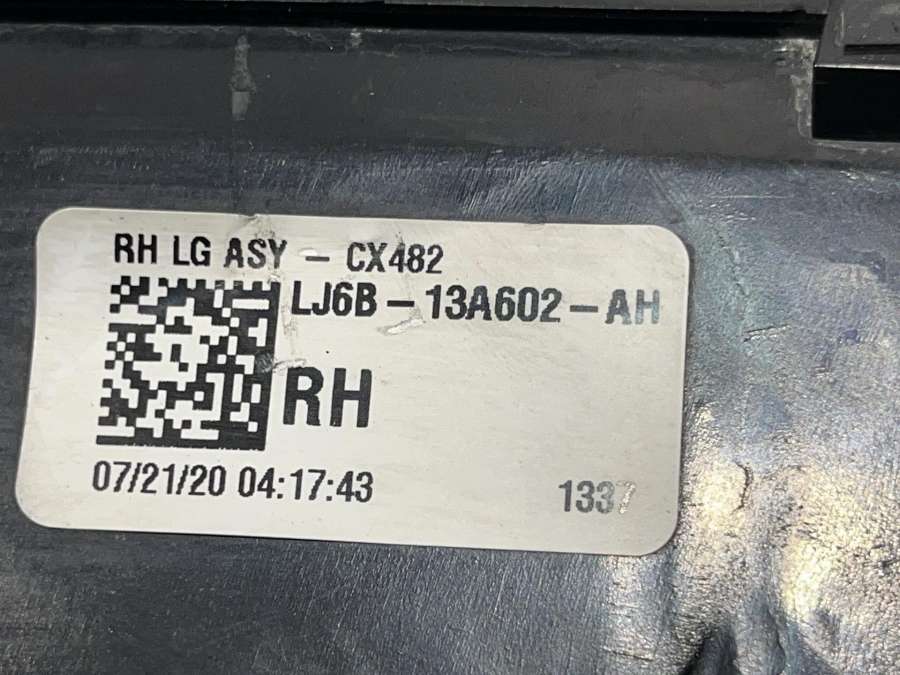 RH LG ASY - CX482
LJ6B-13A602-AH
RH
07/21/20 04:17:43
1337